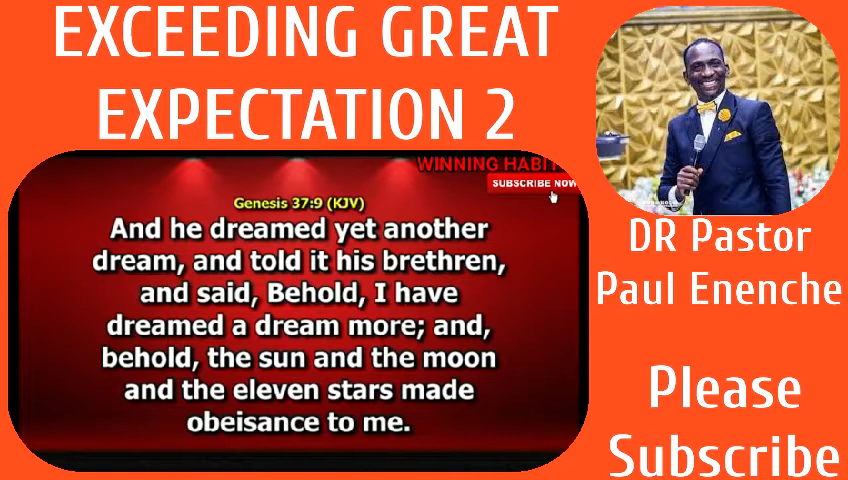 EXCEEDING GREAT
EXPECTATION 2
WINNING HABIT
SUBSCRIBE NOW
Genesis 37:9 (KJV)
And he dreamed yet another
dream, and told it his brethren,
and said, Behold, I have
dreamed a dream more; and,
behold, the sun and the moon
and the eleven stars made
obeisance to me.
DR Pastor
Paul Enenche
Please
Subscribe